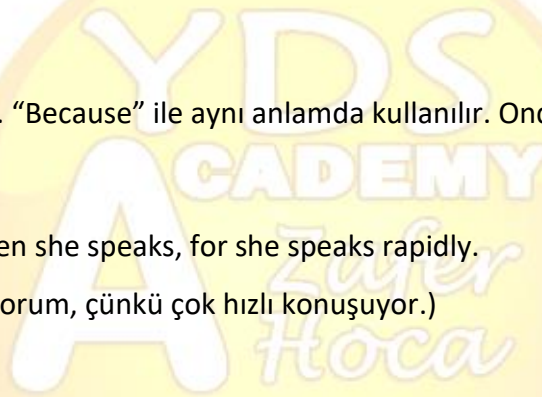 YDS
. “Because” ile aynı anlamda kullanılır.
ACADEMY
en she speaks, for she speaks rapidly.
Zafer
orum, çünkü çok hızlı konuşuyor.)
Hoca